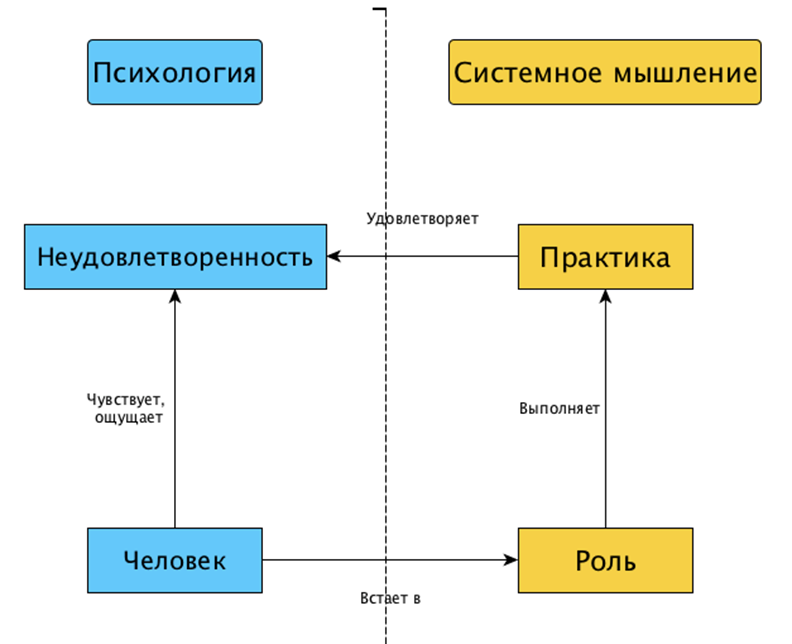 Психология
Системное мышление
Удовлетворяет
Неудовлетворенность
Практика
Чувствует,
ощущает
Выполняет
Человек
Роль
Встает в